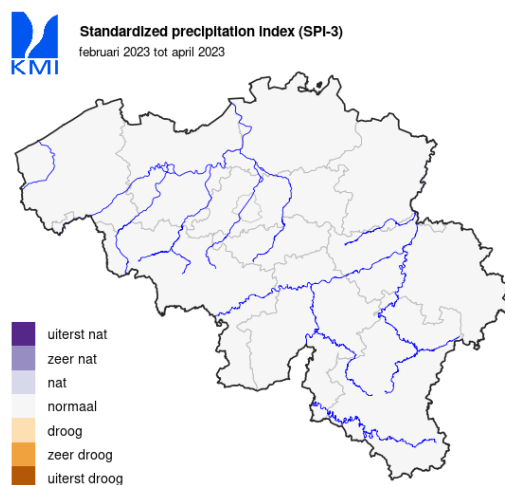 Standardized precipitation index (SPI-3)
februari 2023 tot april 2023
KMI
uiterst nat
zeer nat
nat
normaal
droog
zeer droog
uiterst droog